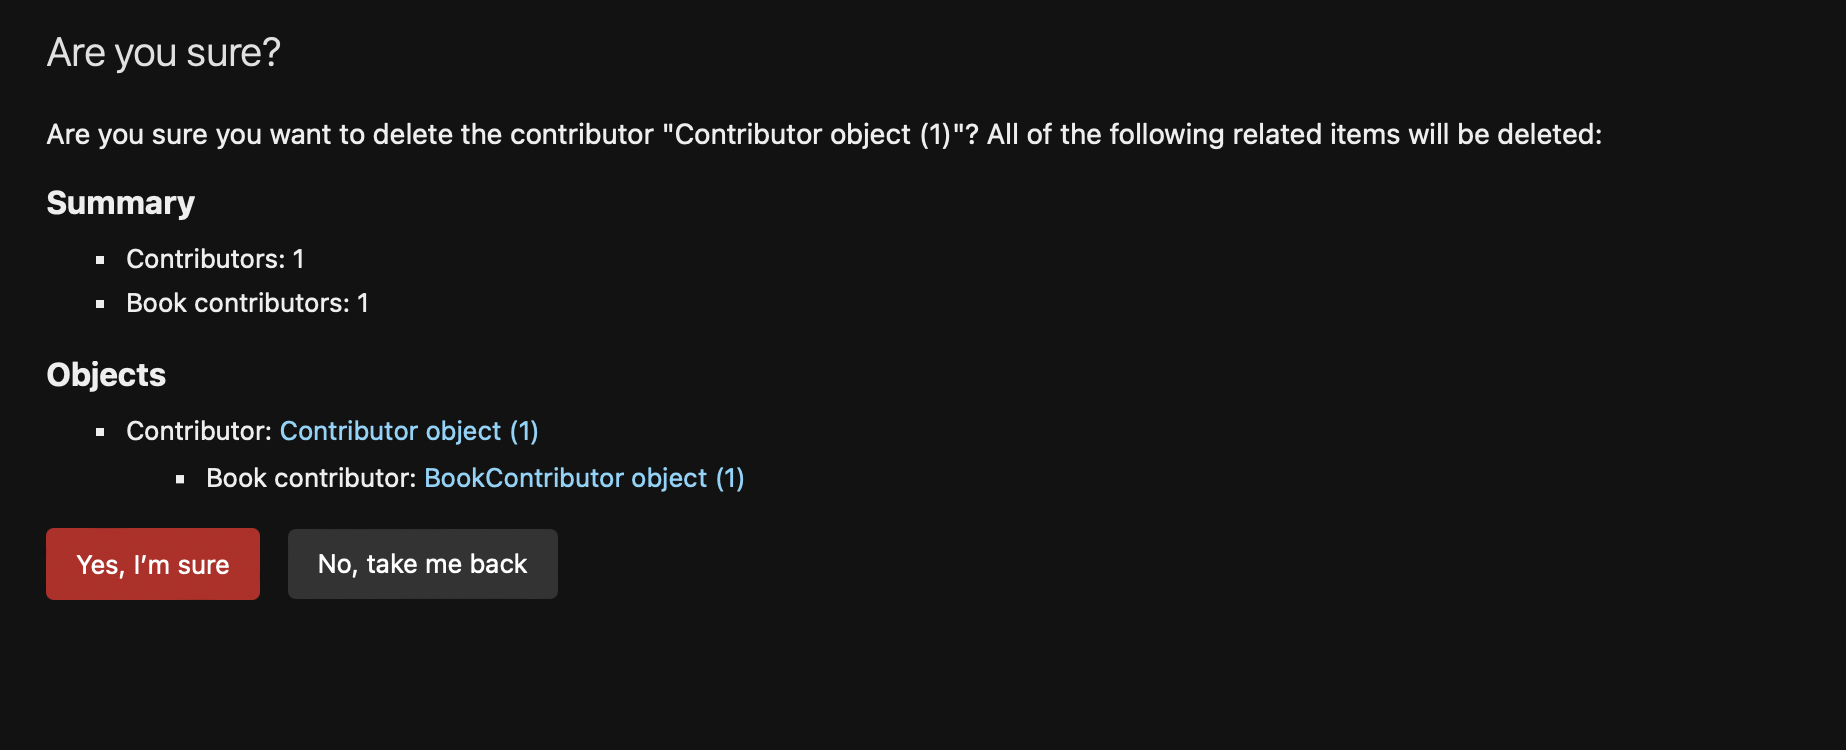 Are you sure?
Are you sure you want to delete the contributor "Contributor object (1)"? All of the following related items will be deleted:
Summary
Contributors: 1
Book contributors: 1
Objects
Contributor: Contributor object (1)
Book contributor: BookContributor object (1)
Yes, I’m sure
No, take me back